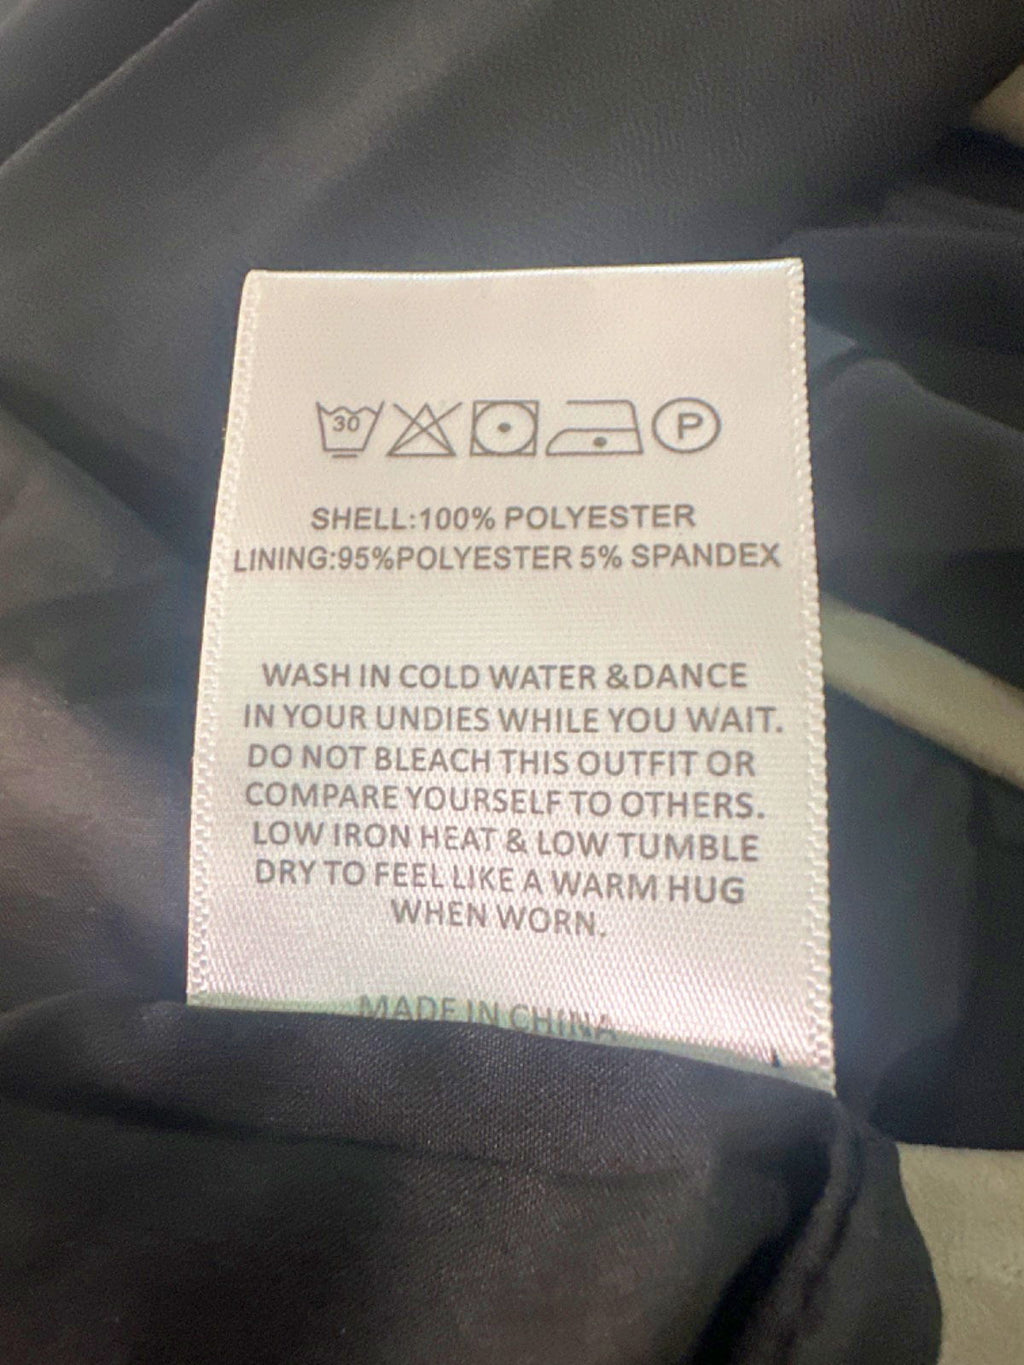 30 P
SHELL:100% POLYESTER
LINING:95%POLYESTER 5% SPANDEX
WASH IN COLD WATER &DANCE
IN YOUR UNDIES WHILE YOU WAIT.
DO NOT BLEACH THIS OUTFIT OR
COMPARE YOURSELF TO OTHERS.
LOW IRON HEAT & LOW TUMBLE
DRY TO FEEL LIKE A WARM HUG
WHEN WORN.
MADE IN CHINA